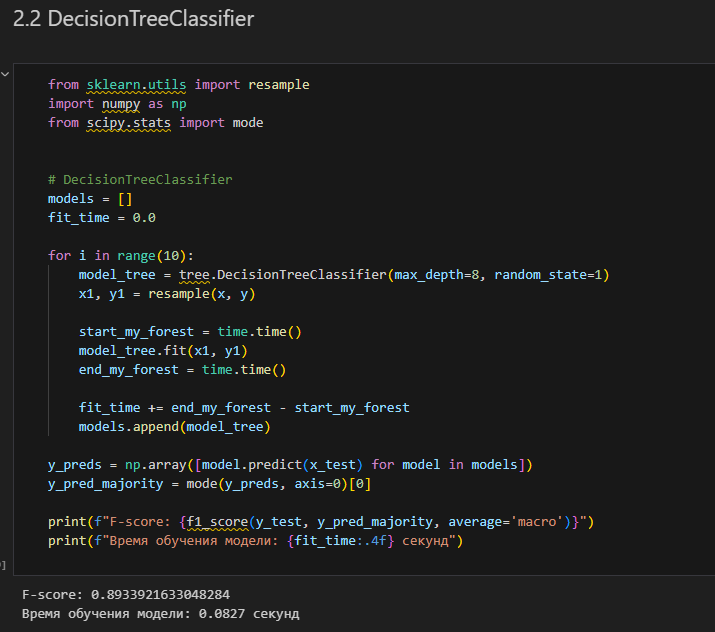 2.2 DecisionTreeClassifier
from sklearn.utils import resample
import numpy as np
from scipy.stats import mode
# DecisionTreeClassifier
models = []
fit_time = 0.0
for i in range(10):
    model_tree = tree.DecisionTreeClassifier(max_depth=8, random_state=1)
    x1, y1 = resample(x, y)
    start_my_forest = time.time()
    model_tree.fit(x1, y1)
    end_my_forest = time.time()
    fit_time += end_my_forest - start_my_forest
    models.append(model_tree)
y_preds = np.array([model.predict(x_test) for model in models])
y_pred_majority = mode(y_preds, axis=0)[0]
print(f"F-score: {f1_score(y_test, y_pred_majority, average='macro')}")
print(f"Время обучения модели: {fit_time:.4f} секунд")
]
F-score: 0.8933921633048284
Время обучения модели: 0.0827 секунд